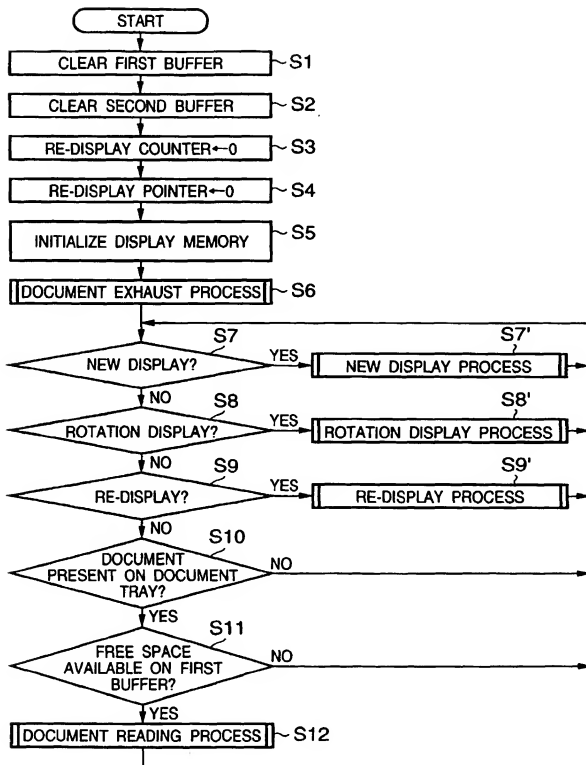 START
CLEAR FIRST BUFFER S1
CLEAR SECOND BUFFER S2
RE-DISPLAY COUNTER←0 S3
RE-DISPLAY POINTER←0 S4
INITIALIZE DISPLAY MEMORY S5
DOCUMENT EXHAUST PROCESS S6
S7 S7'
NEW DISPLAY? YES NEW DISPLAY PROCESS
NO S8 S8'
ROTATION DISPLAY? YES ROTATION DISPLAY PROCESS
NO S9 S9'
RE-DISPLAY? YES RE-DISPLAY PROCESS
NO S10
DOCUMENT
PRESENT ON DOCUMENT NO
TRAY?
YES S11
FREE SPACE
AVAILABLE ON FIRST NO
BUFFER?
YES
DOCUMENT READING PROCESS S12